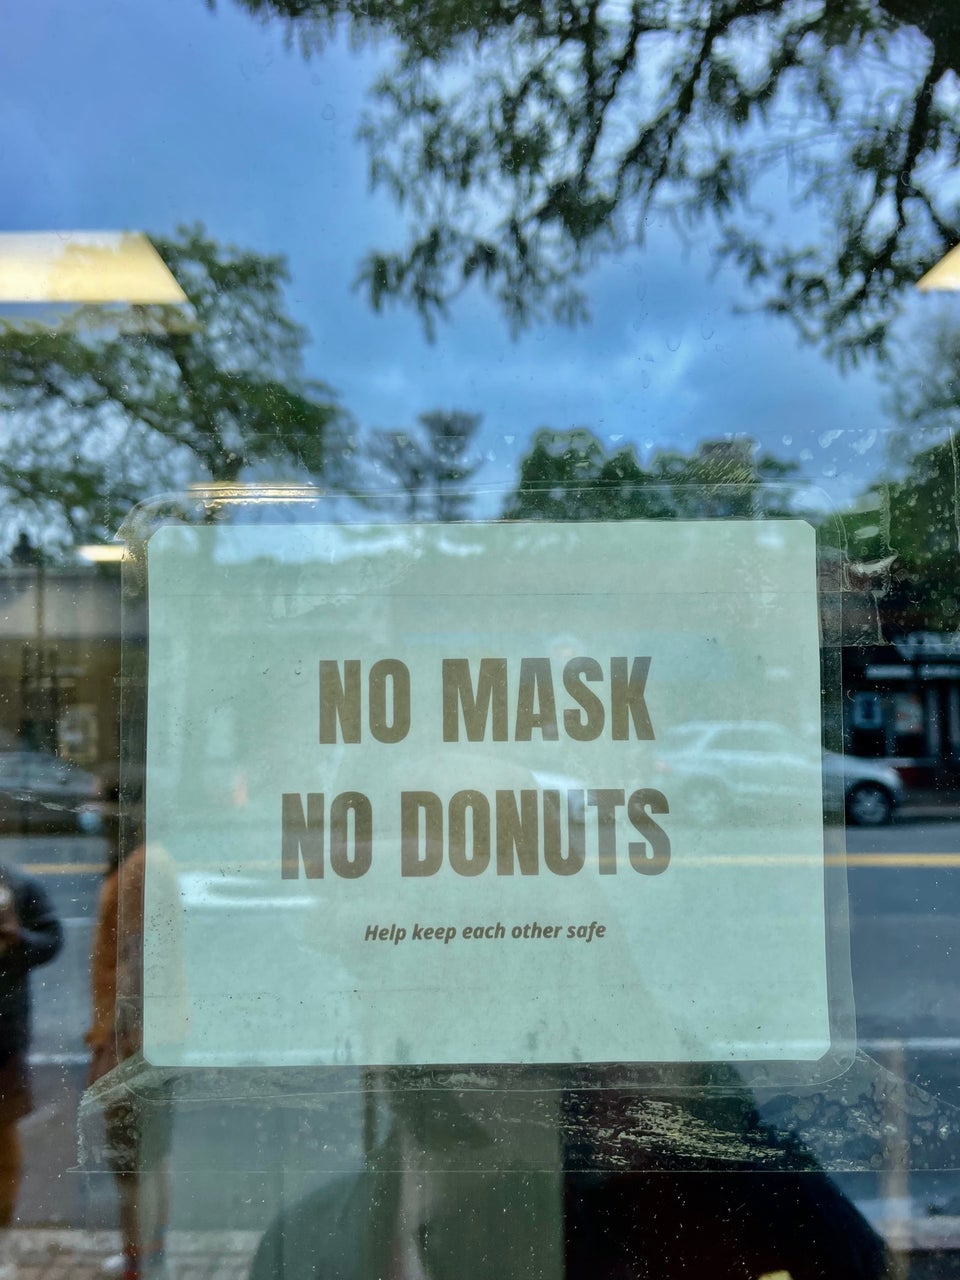 NO MASK
NO DONUTS
Help keep each other safe